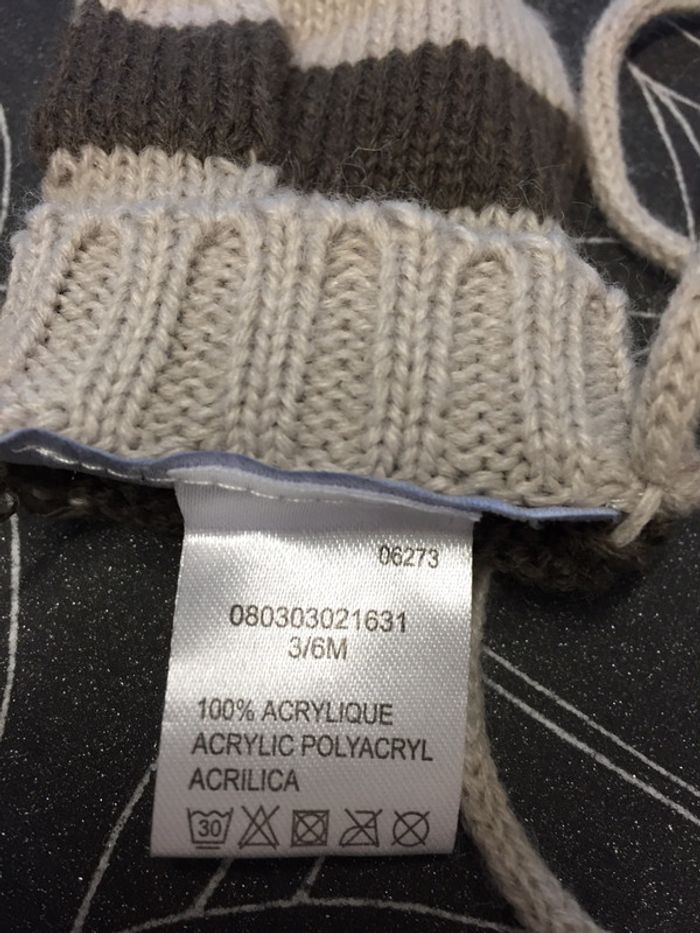 06273
080303021631
3/6M
100% ACRYLIQUE
ACRYLIC POLYACRYL
ACRILICA
30